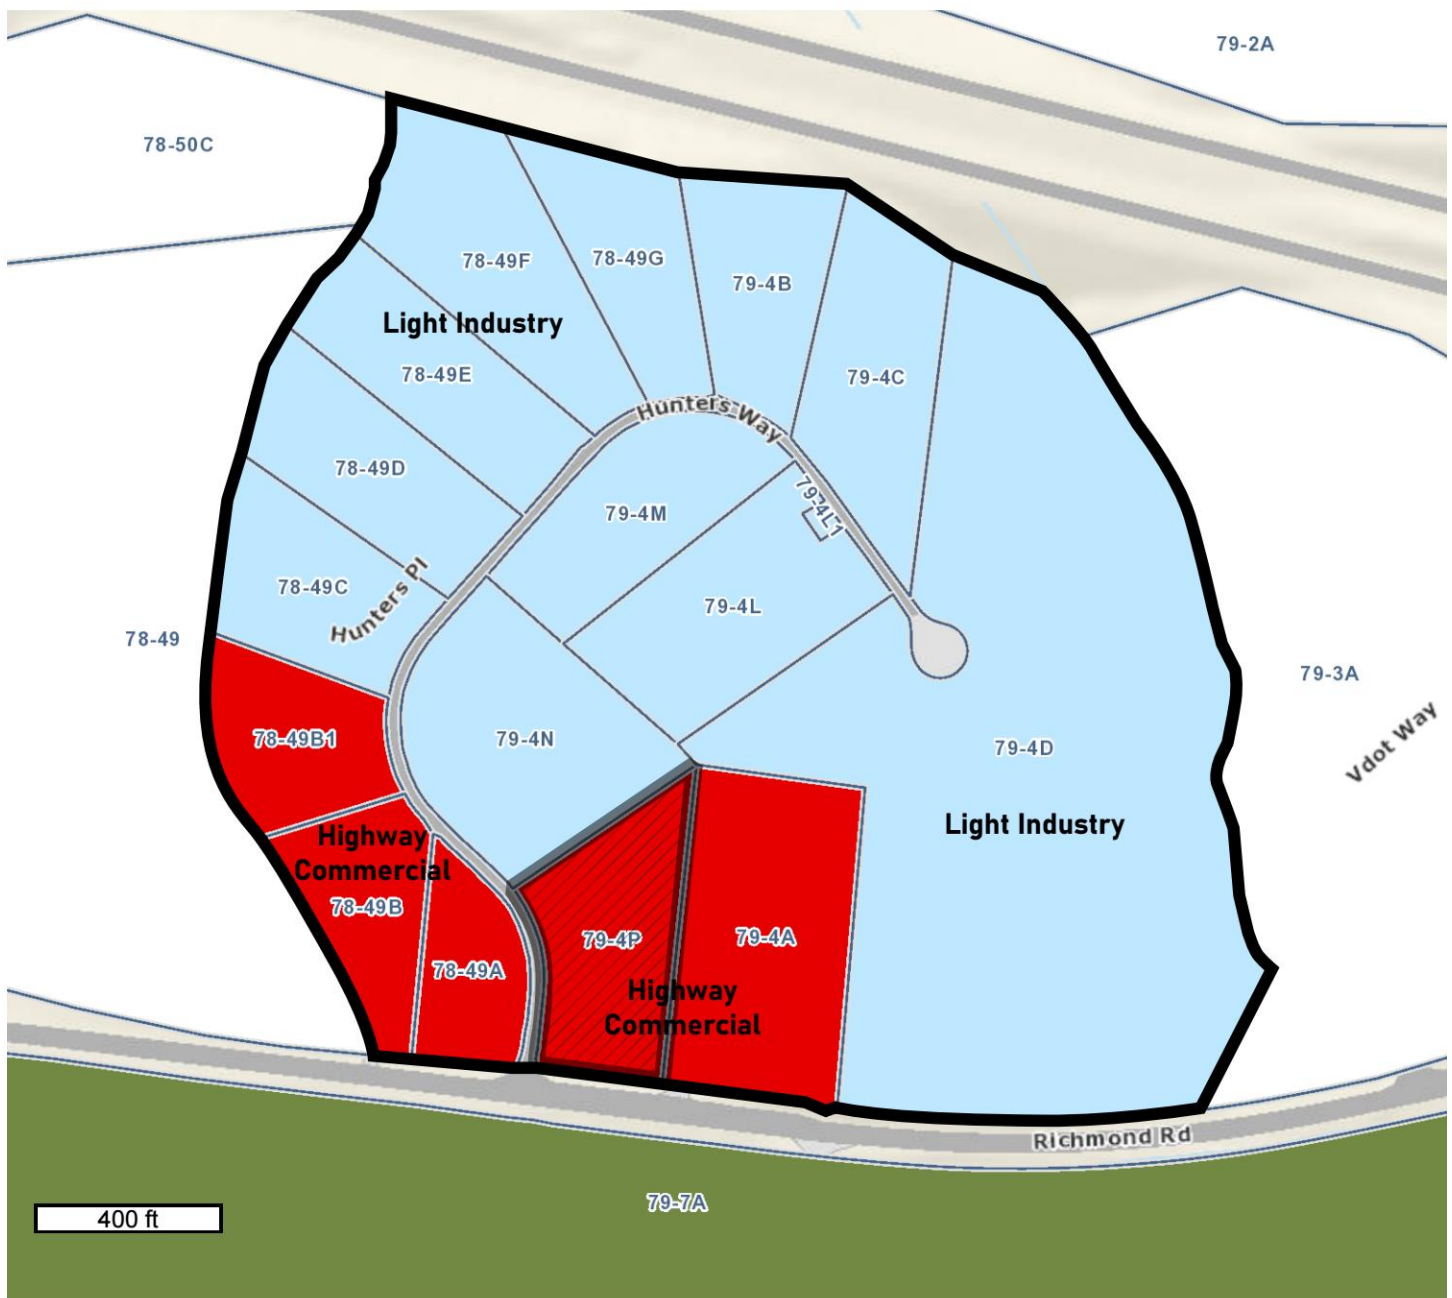 79-2A
78-50C
78-49F
78-49G
79-4B
Light Industry
78-49E
79-4C
Hunters Way
78-49D
79-4M
79-4L1
78-49C
Hunters Pl
79-4L
78-49
79-3A
78-49B1
79-4N
79-4D
Vdot Way
Highway
Commercial
Light Industry
78-49B
79-4P
79-4A
78-49A
Highway
Commercial
Richmond Rd
79-7A
400 ft